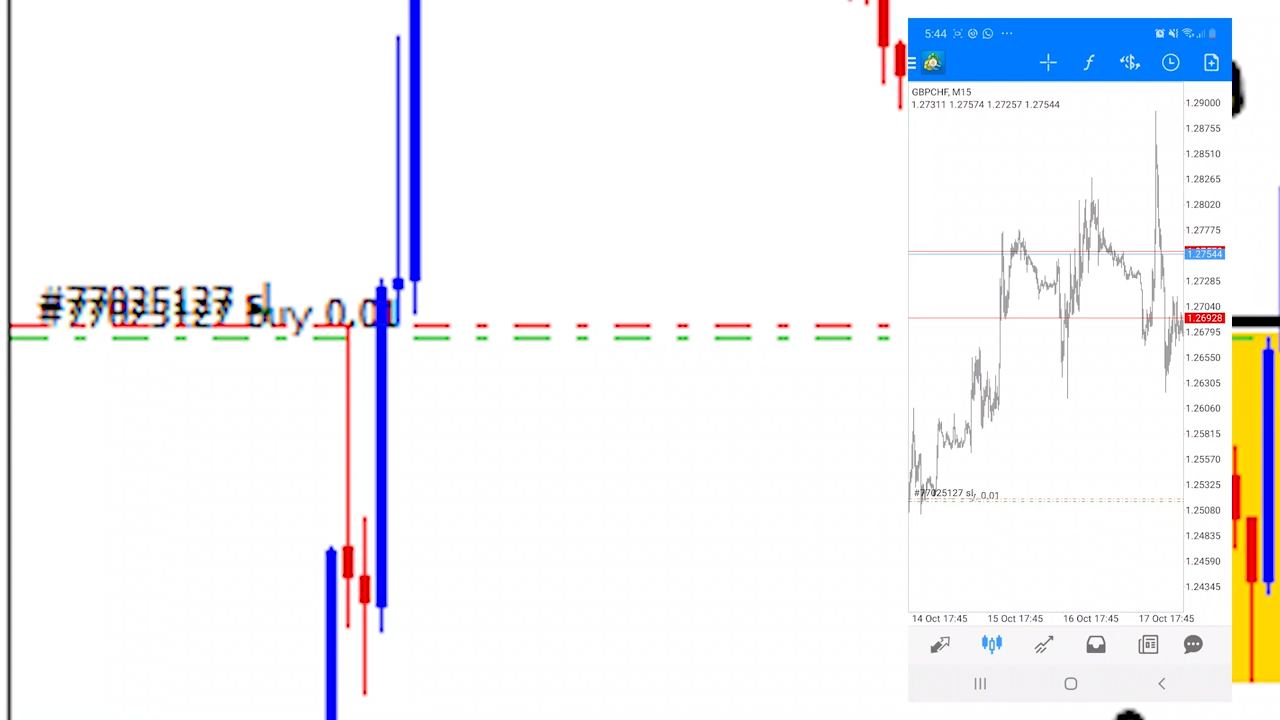 5:44
GBPCHF, M15
1.27311 1.27574 1.27257 1.27544
1.29000
1.28755
1.28510
1.28265
1.28020
1.27775
1.27544
1.27285
1.27040
1.26928
1.26795
1.26550
1.26305
1.26060
1.25815
1.25570
1.25325
1.25080
1.24835
1.24590
1.24345
#77025127 sl
0.01
14 Oct 17:45
15 Oct 17:45
16 Oct 17:45
17 Oct 17:45
buy 0.01